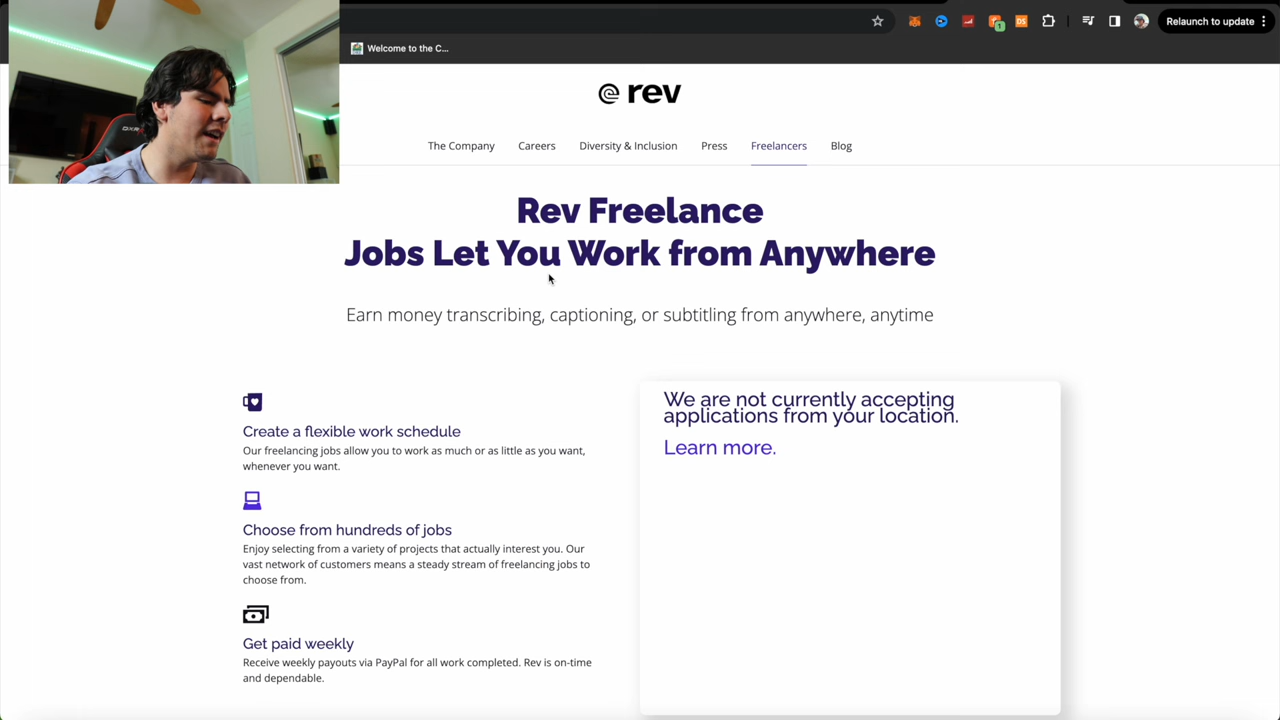 Relaunch to update
Welcome to the C...
rev
The Company
Careers
Diversity & Inclusion
Press
Freelancers
Blog
Rev Freelance
Jobs Let You Work from Anywhere
Earn money transcribing, captioning, or subtitling from anywhere, anytime
Create a flexible work schedule
Our freelancing jobs allow you to work as much or as little as you want,
whenever you want.
Choose from hundreds of jobs
Enjoy selecting from a variety of projects that actually interest you. Our
vast network of customers means a steady stream of freelancing jobs to
choose from.
Get paid weekly
Receive weekly payouts via PayPal for all work completed. Rev is on-time
and dependable.
We are not currently accepting
applications from your location.
Learn more.